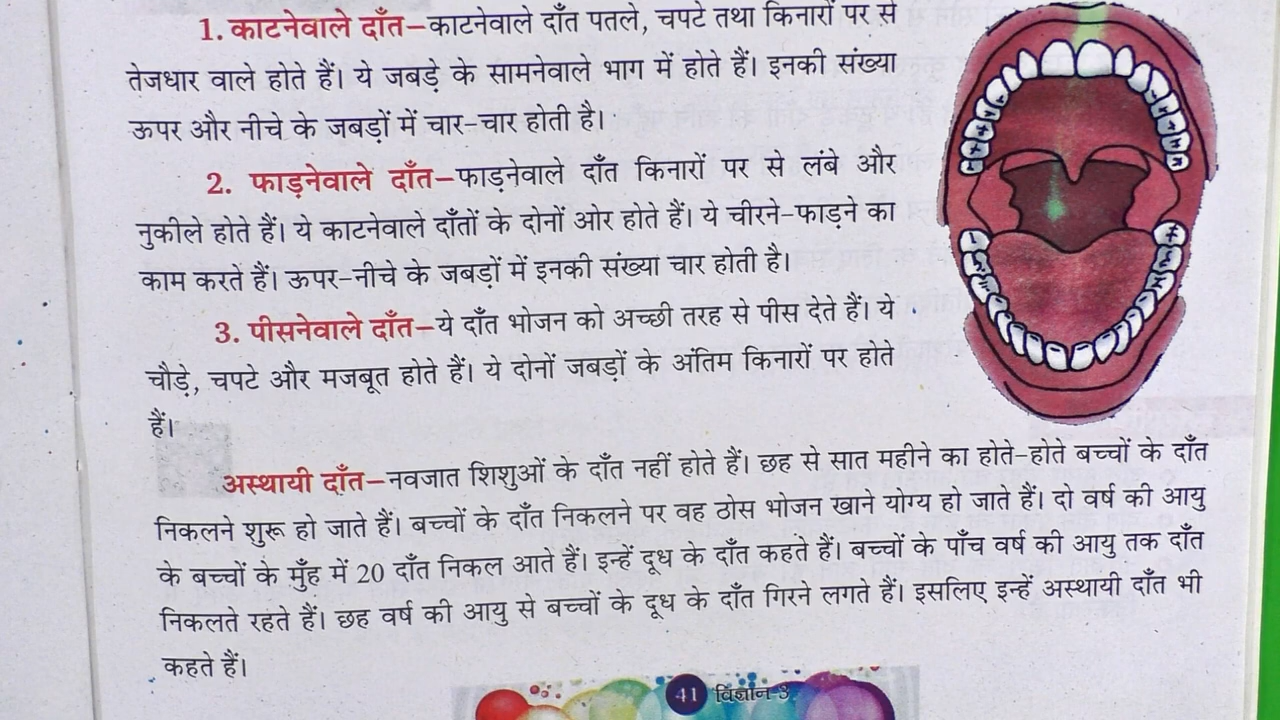 1. काटनेवाले दाँत–काटनेवाले दाँत पतले, चपटे तथा किनारों पर से
तेजधार वाले होते हैं। ये जबड़े के सामनेवाले भाग में होते हैं। इनकी संख्या
ऊपर और नीचे के जबड़ों में चार-चार होती है।
2. फाड़नेवाले दाँत–फाड़नेवाले दाँत किनारों पर से लंबे और
नुकीले होते हैं। ये काटनेवाले दाँतों के दोनों ओर होते हैं। ये चीरने-फाड़ने का
काम करते हैं। ऊपर-नीचे के जबड़ों में इनकी संख्या चार होती है।
3. पीसनेवाले दाँत–ये दाँत भोजन को अच्छी तरह से पीस देते हैं। ये
चौड़े, चपटे और मजबूत होते हैं। ये दोनों जबड़ों के अंतिम किनारों पर होते
हैं।
अस्थायी दाँत–नवजात शिशुओं के दाँत नहीं होते हैं। छह से सात महीने का होते-होते बच्चों के दाँत
निकलने शुरू हो जाते हैं। बच्चों के दाँत निकलने पर वह ठोस भोजन खाने योग्य हो जाते हैं। दो वर्ष की आयु
के बच्चों के मुँह में 20 दाँत निकल आते हैं। इन्हें दूध के दाँत कहते हैं। बच्चों के पाँच वर्ष की आयु तक दाँत
निकलते रहते हैं। छह वर्ष की आयु से बच्चों के दूध के दाँत गिरने लगते हैं। इसलिए इन्हें अस्थायी दाँत भी
कहते हैं।
41 विज्ञान-3